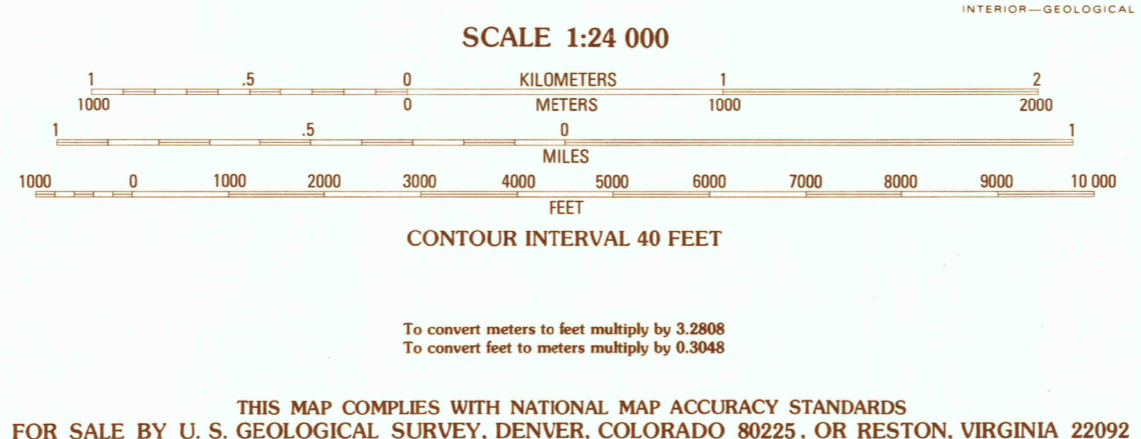 INTERIOR—GEOLOGICAL
SCALE 1:24 000
1 .5 0 KILOMETERS 1 2
1000 0 METERS 1000 2000
1 .5 0 1
MILES
1000 0 1000 2000 3000 4000 5000 6000 7000 8000 9000 10 000
FEET
CONTOUR INTERVAL 40 FEET
To convert meters to feet multiply by 3.2808
To convert feet to meters multiply by 0.3048
THIS MAP COMPLIES WITH NATIONAL MAP ACCURACY STANDARDS
FOR SALE BY U. S. GEOLOGICAL SURVEY, DENVER, COLORADO 80225, OR RESTON, VIRGINIA 22092